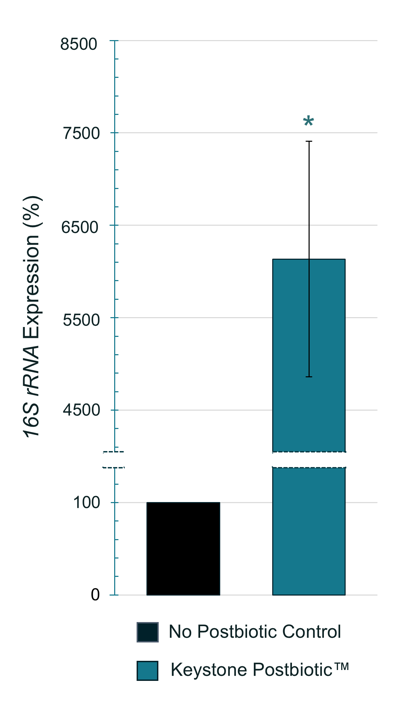 8500
7500
6500
5500
4500
100
0
16S rRNA Expression (%)
*
No Postbiotic Control
Keystone Postbiotic™